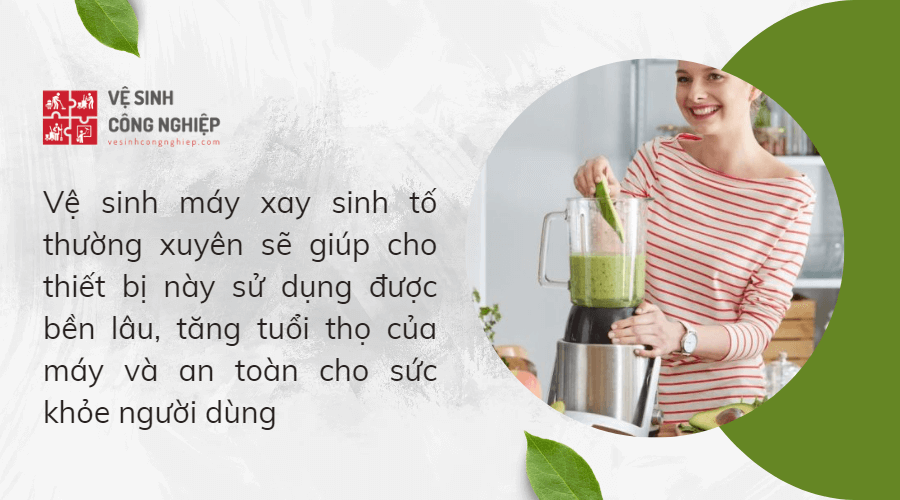 VỆ SINH
CÔNG NGHIỆP
vesinhcongnghiep.com
Vệ sinh máy xay sinh tố
thường xuyên sẽ giúp cho
thiết bị này sử dụng được
bền lâu, tăng tuổi thọ của
máy và an toàn cho sức
khỏe người dùng